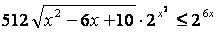 512√(x² − 6x + 10) · 2^(x²) ≤ 2^(6x)